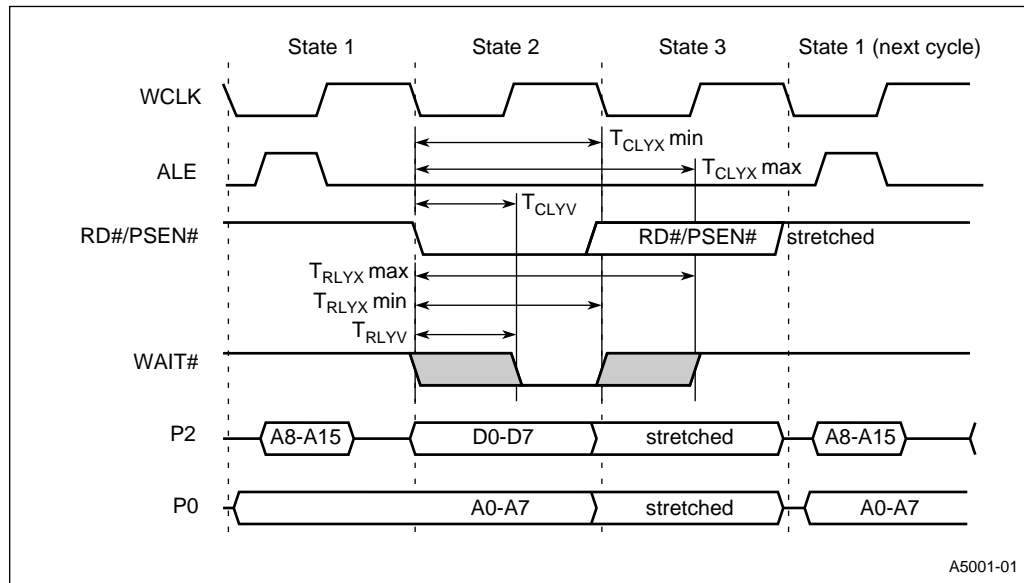 State 1 State 2 State 3 State 1 (next cycle)
WCLK
T_CLYX min
ALE
T_CLYX max
T_CLYV
RD#/PSEN# RD#/PSEN# stretched
T_RLYX max
T_RLYX min
T_RLYV
WAIT#
P2 A8-A15 D0-D7 stretched A8-A15
P0 A0-A7 stretched A0-A7
A5001-01